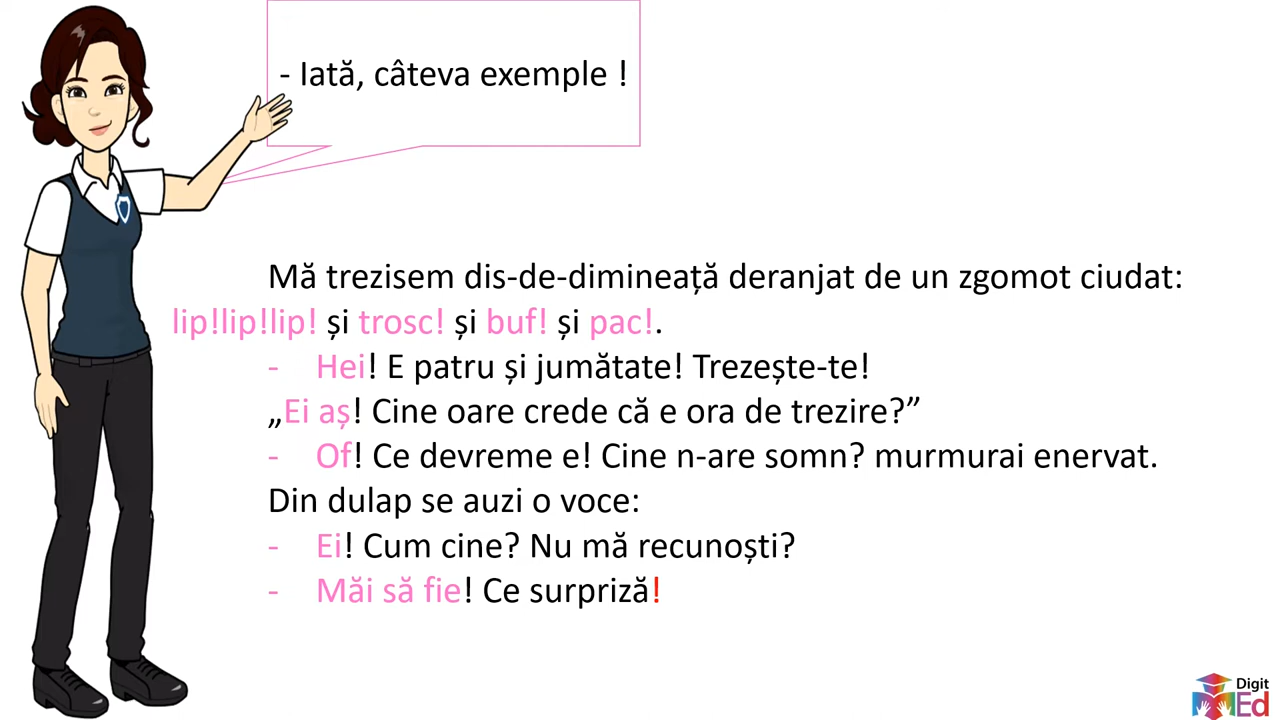 - Iată, câteva exemple !
Mă trezisem dis-de-dimineață deranjat de un zgomot ciudat:
lip!lip!lip! și trosc! și buf! și pac!.
- Hei! E patru și jumătate! Trezește-te!
„Ei aș! Cine oare crede că e ora de trezire?”
- Of! Ce devreme e! Cine n-are somn? murmurai enervat.
Din dulap se auzi o voce:
- Ei! Cum cine? Nu mă recunoști?
- Măi să fie! Ce surpriză!
Digit
Ed